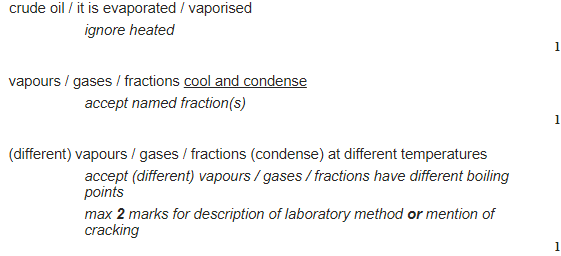 crude oil / it is evaporated / vaporised
ignore heated
1
vapours / gases / fractions cool and condense
accept named fraction(s)
1
(different) vapours / gases / fractions (condense) at different temperatures
accept (different) vapours / gases / fractions have different boiling
points
max 2 marks for description of laboratory method or mention of
cracking
1